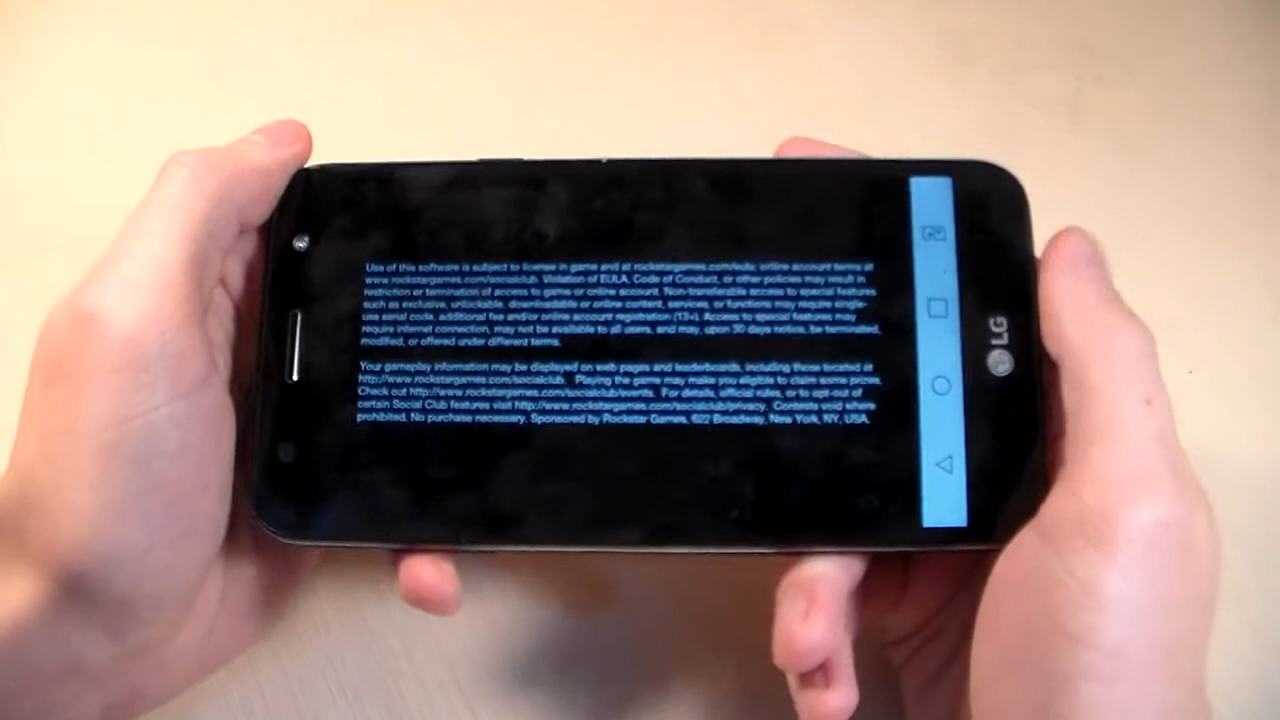 Use of this software is subject to license in game and at rockstargames.com/eula; online account terms at
www.rockstargames.com/socialclub. Violation of EULA, Code of Conduct, or other policies may result in
restriction or termination of access to game or online account. Non-transferable access to special features
such as exclusive, unlockable, downloadable or online content, services, or functions may require single-
use serial code, additional fee and/or online account registration (13+). Access to special features may
require internet connection, may not be available to all users, and may, upon 30 days notice, be terminated,
modified, or offered under different terms.
Your gameplay information may be displayed on web pages and leaderboards, including those located at
http://www.rockstargames.com/socialclub. Playing the game may make you eligible to claim some prizes.
Check out http://www.rockstargames.com/socialclub/events. For details, official rules, or to opt-out of
certain Social Club features visit http://www.rockstargames.com/socialclub/privacy. Contests void where
prohibited. No purchase necessary. Sponsored by Rockstar Games, 622 Broadway, New York, NY, USA.
LG